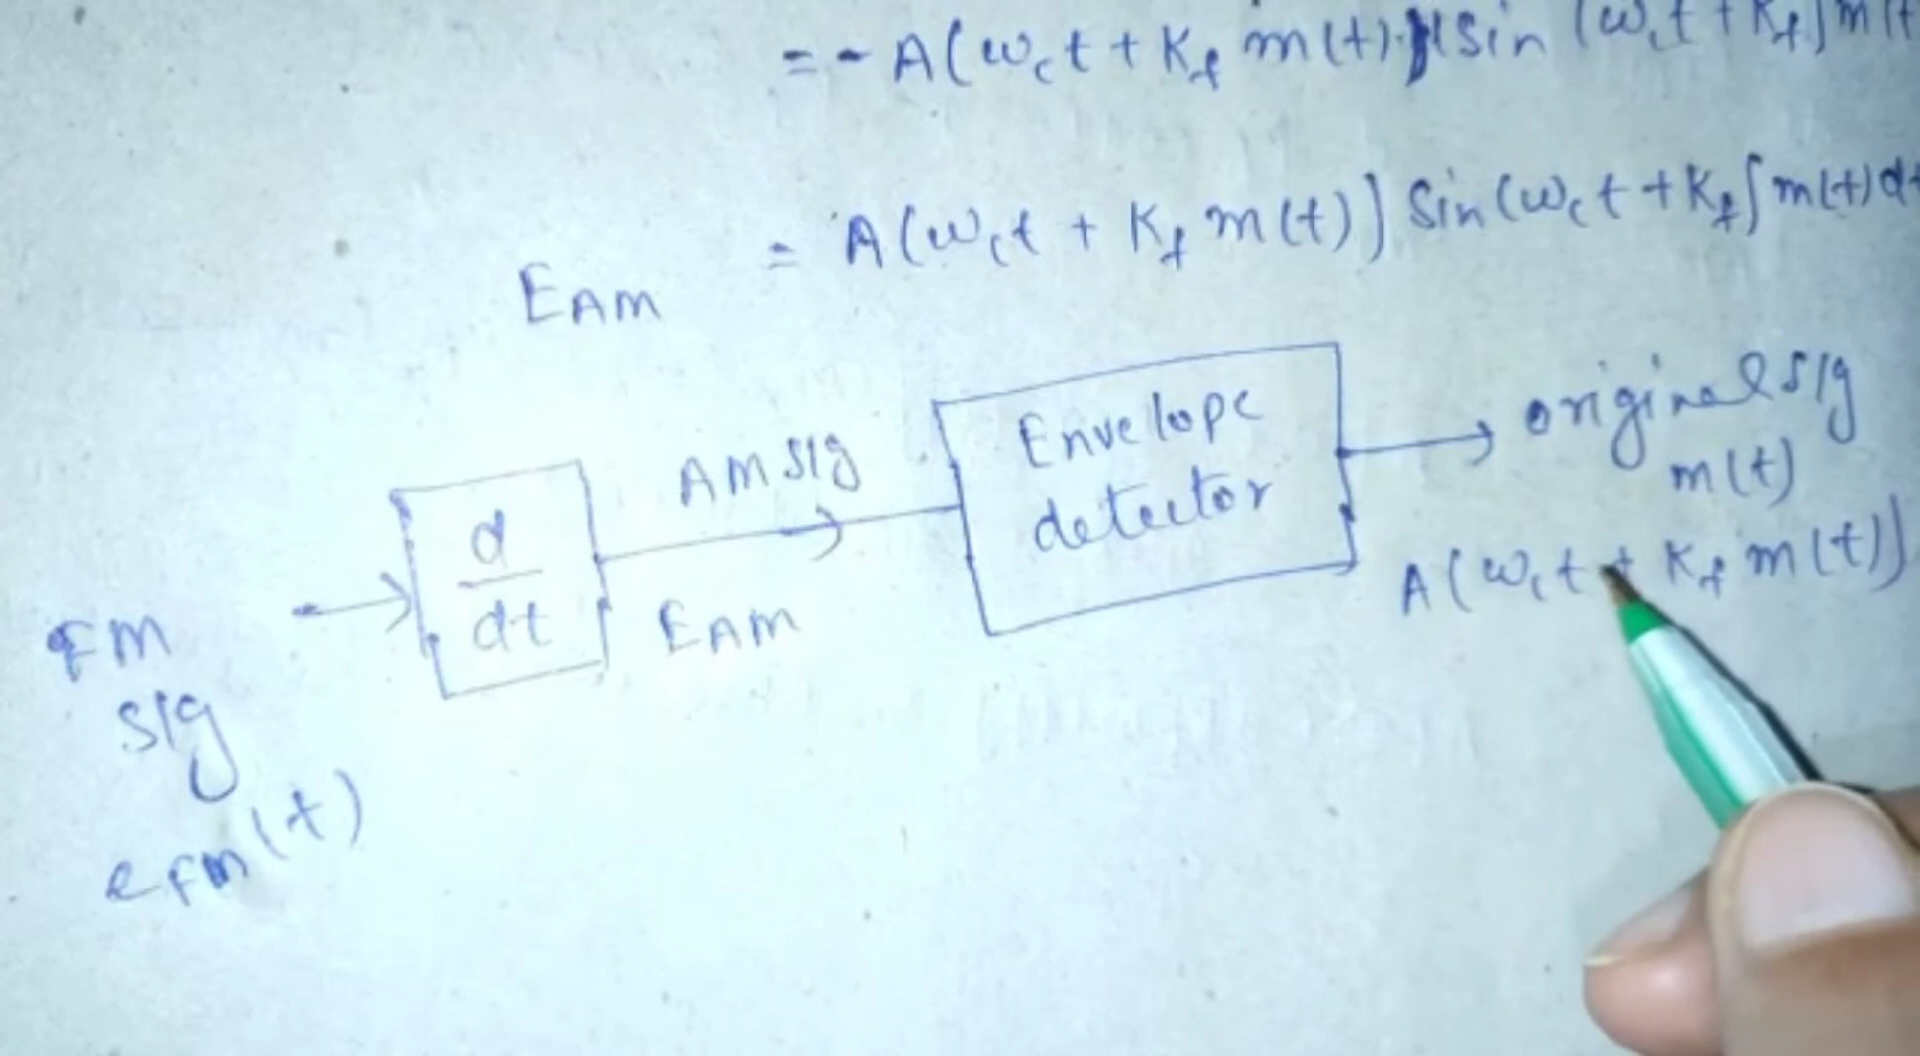 = - A(ωct + Kf m(t)) Sin (ωct + Kf∫m(t
EAM = A(ωct + Kf m(t)) Sin(ωct + Kf∫m(t)dt
FM sig
eFM(t)
d/dt
AM sig
EAM
Envelope
detector
original sig
m(t)
A(ωct + Kf m(t))